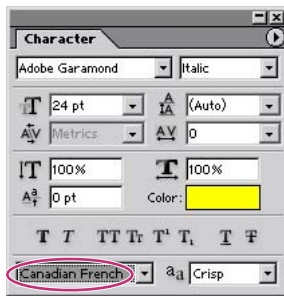 Character
Adobe Garamond Italic
24 pt (Auto)
Metrics 0
100% 100%
0 pt Color:
T T TT Tr T¹ T₁ T T
Canadian French aa Crisp